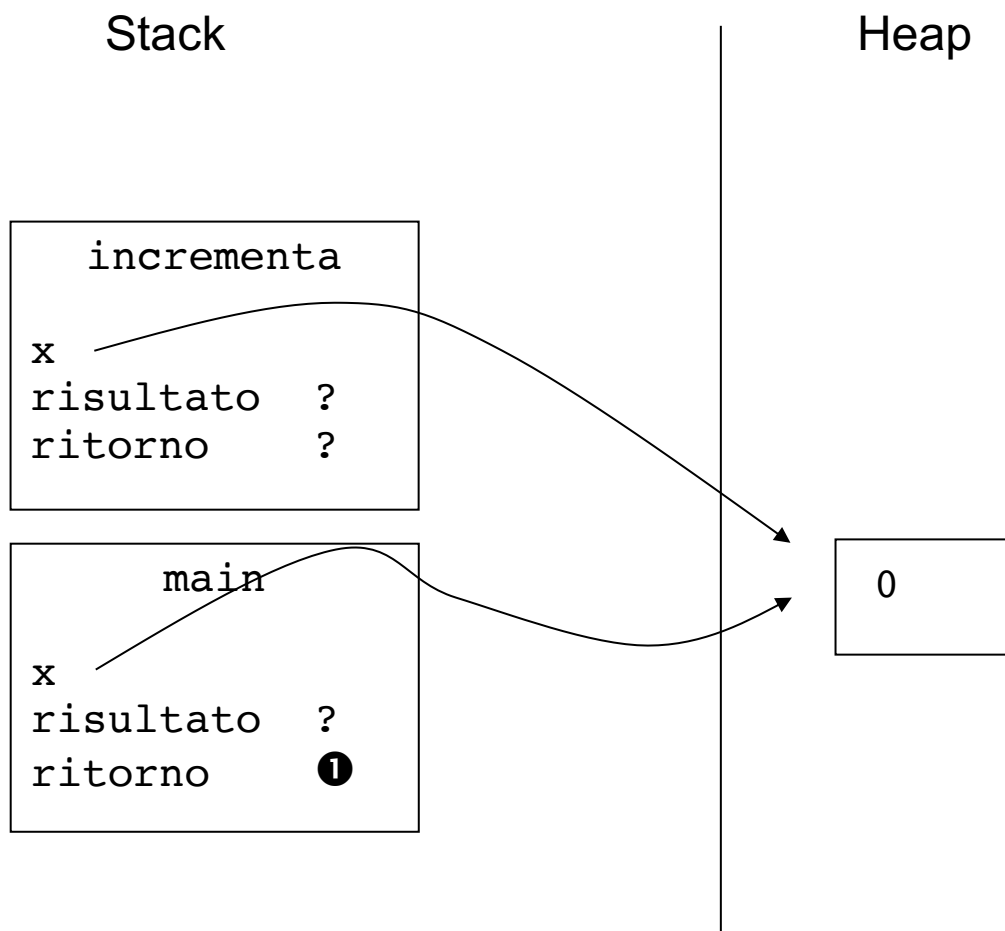 Stack
Heap
incrementa
x
risultato ?
ritorno ?
main
x
risultato ?
ritorno ❶
0